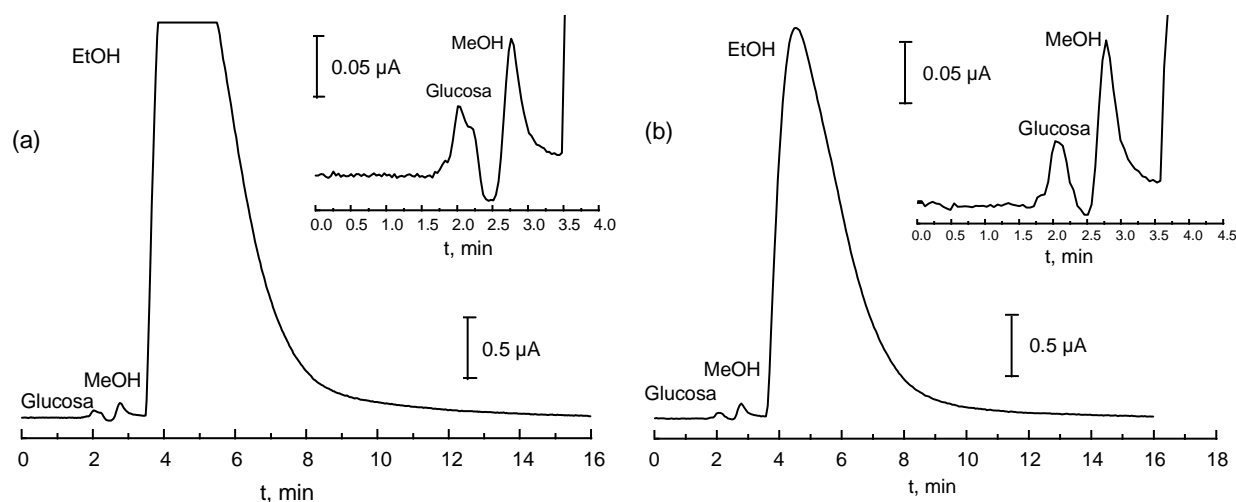 EtOH
MeOH
0.05 µA
Glucosa
(a)
0.0 0.5 1.0 1.5 2.0 2.5 3.0 3.5 4.0
t, min
0.5 µA
MeOH
Glucosa
0 2 4 6 8 10 12 14 16
t, min
EtOH
MeOH
0.05 µA
Glucosa
(b)
0.0 0.5 1.0 1.5 2.0 2.5 3.0 3.5 4.0 4.5
t, min
0.5 µA
MeOH
Glucosa
0 2 4 6 8 10 12 14 16 18
t, min